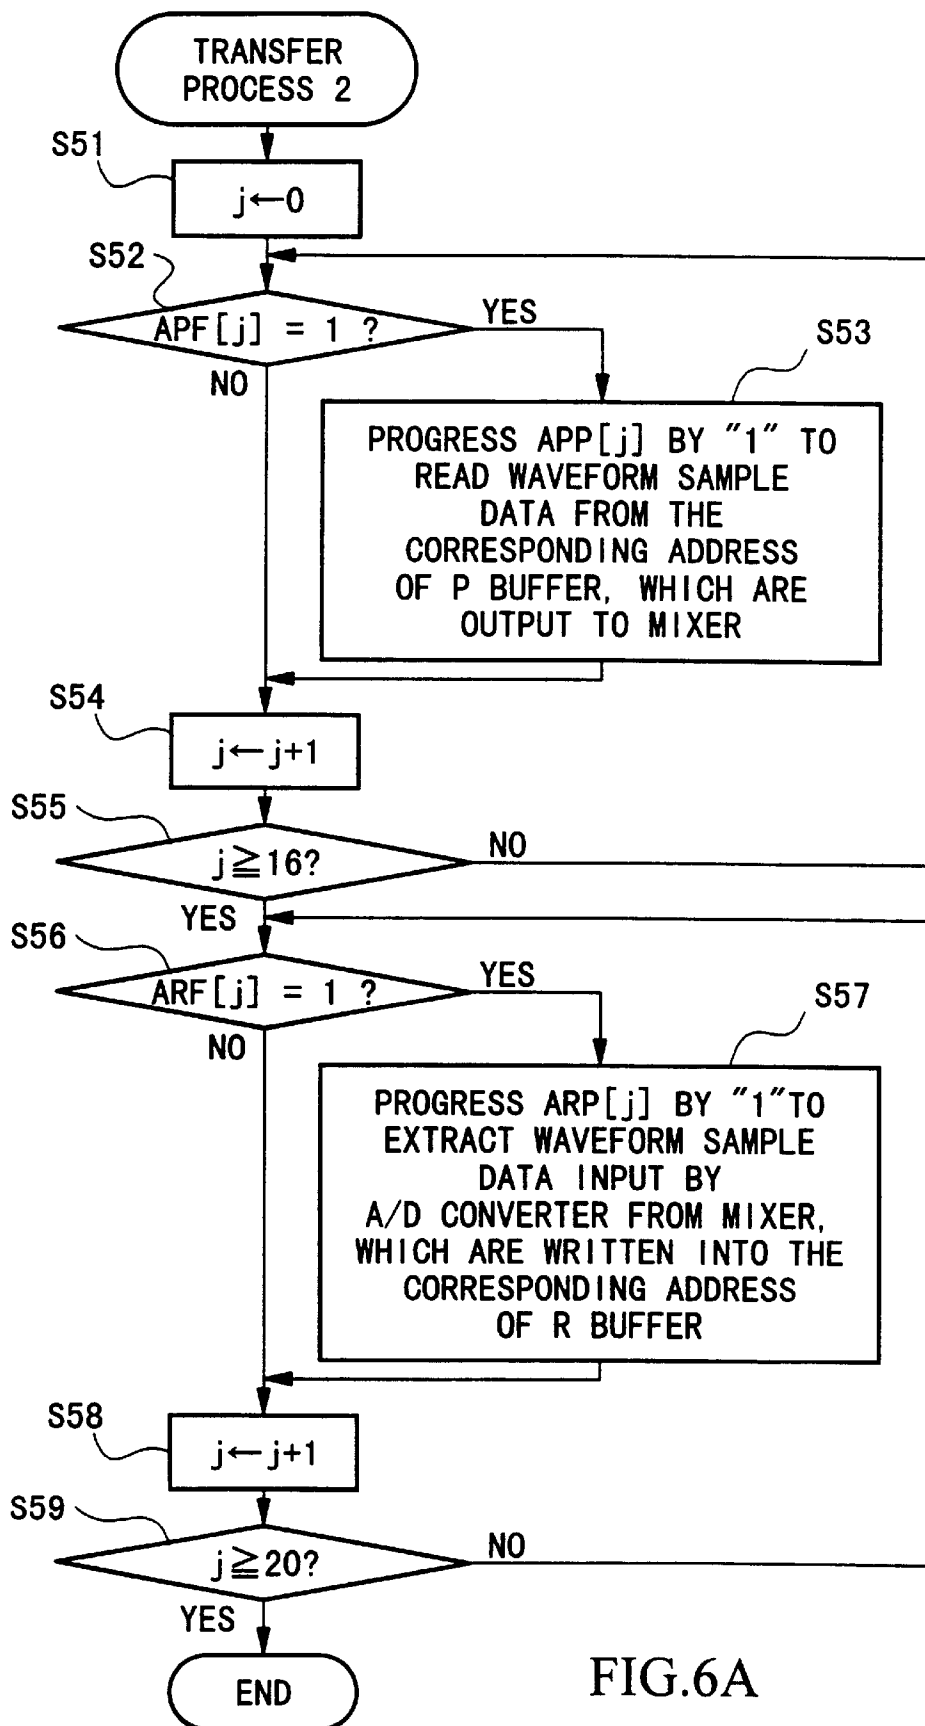 TRANSFER
PROCESS 2
S51
j←0
S52
APF[j] = 1 ?
YES
NO
S53
PROGRESS APP[j] BY "1" TO
READ WAVEFORM SAMPLE
DATA FROM THE
CORRESPONDING ADDRESS
OF P BUFFER, WHICH ARE
OUTPUT TO MIXER
S54
j←j+1
S55
j≧16?
NO
YES
S56
ARF[j] = 1 ?
YES
NO
S57
PROGRESS ARP[j] BY "1"TO
EXTRACT WAVEFORM SAMPLE
DATA INPUT BY
A/D CONVERTER FROM MIXER,
WHICH ARE WRITTEN INTO THE
CORRESPONDING ADDRESS
OF R BUFFER
S58
j←j+1
S59
j≧20?
NO
YES
END
FIG.6A